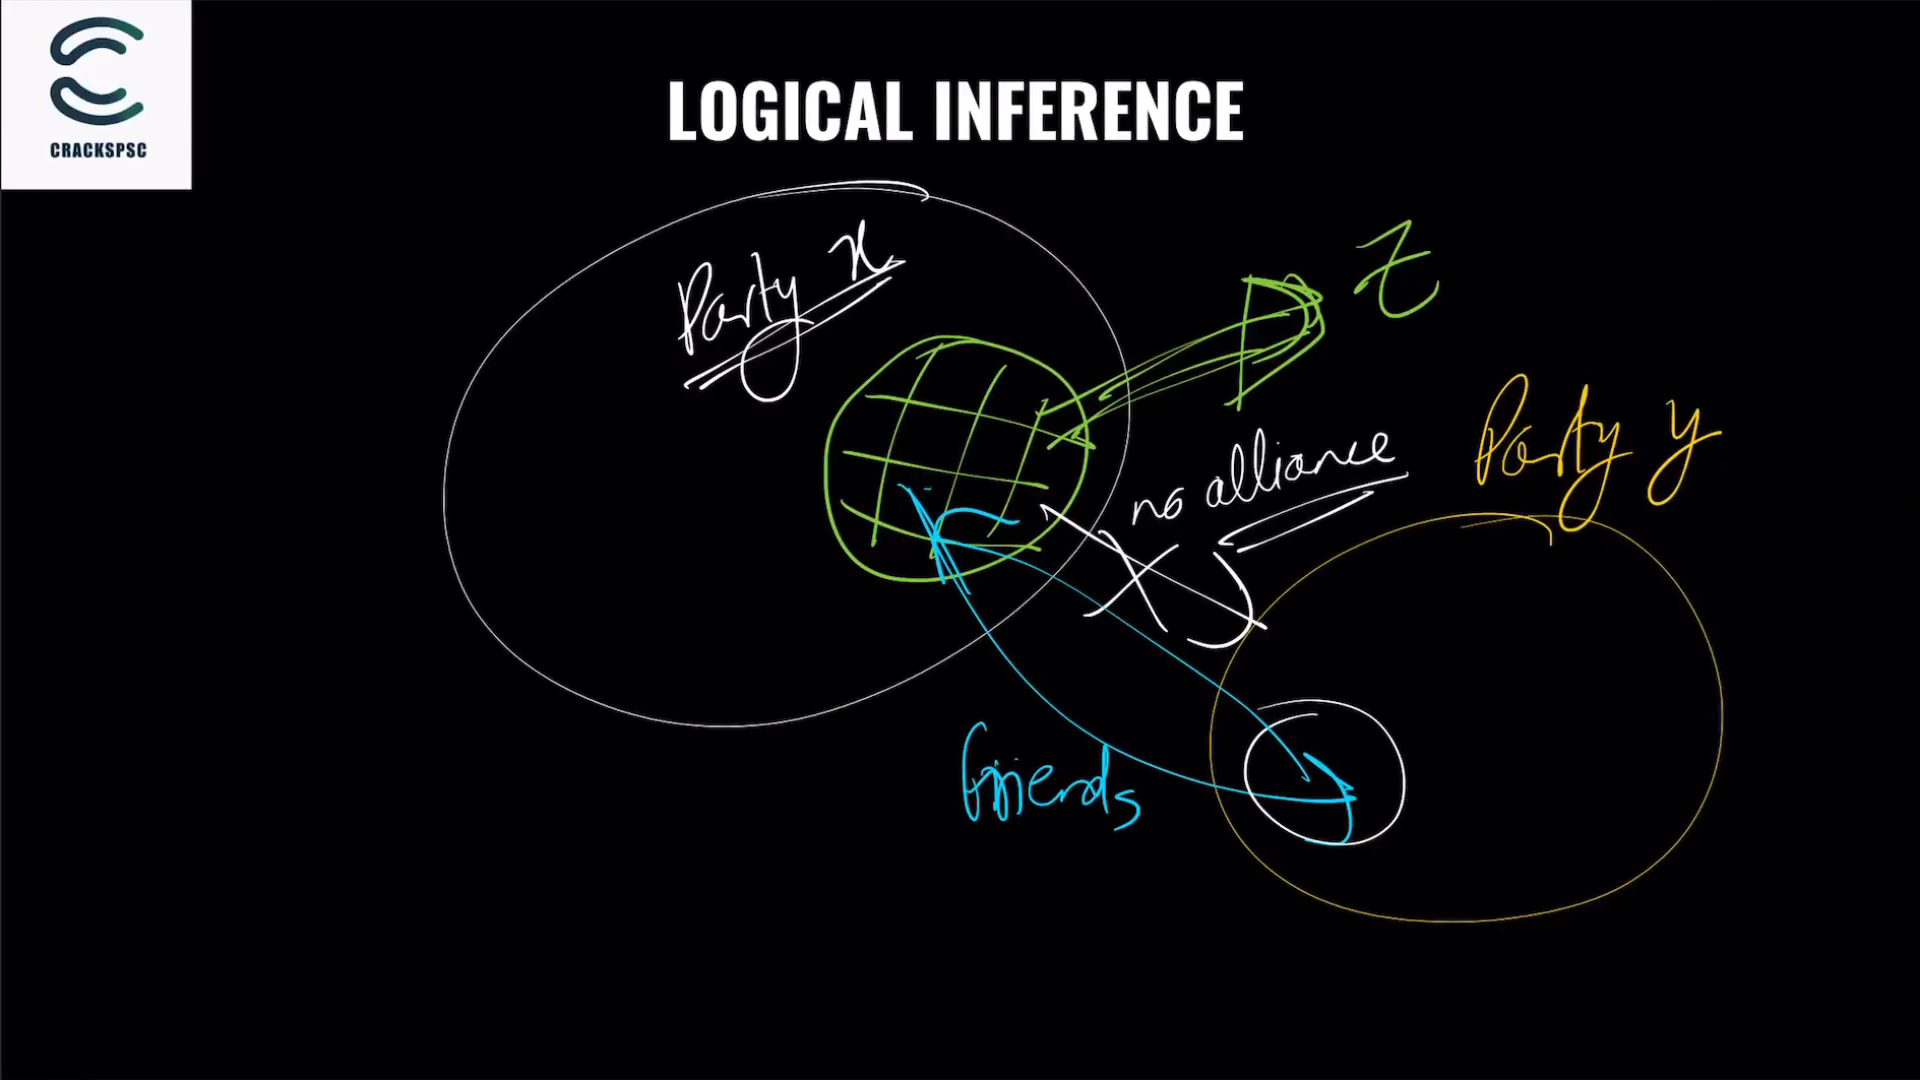 CRACKSPSC
LOGICAL INFERENCE
Party x
Z
Party y
no alliance
friends